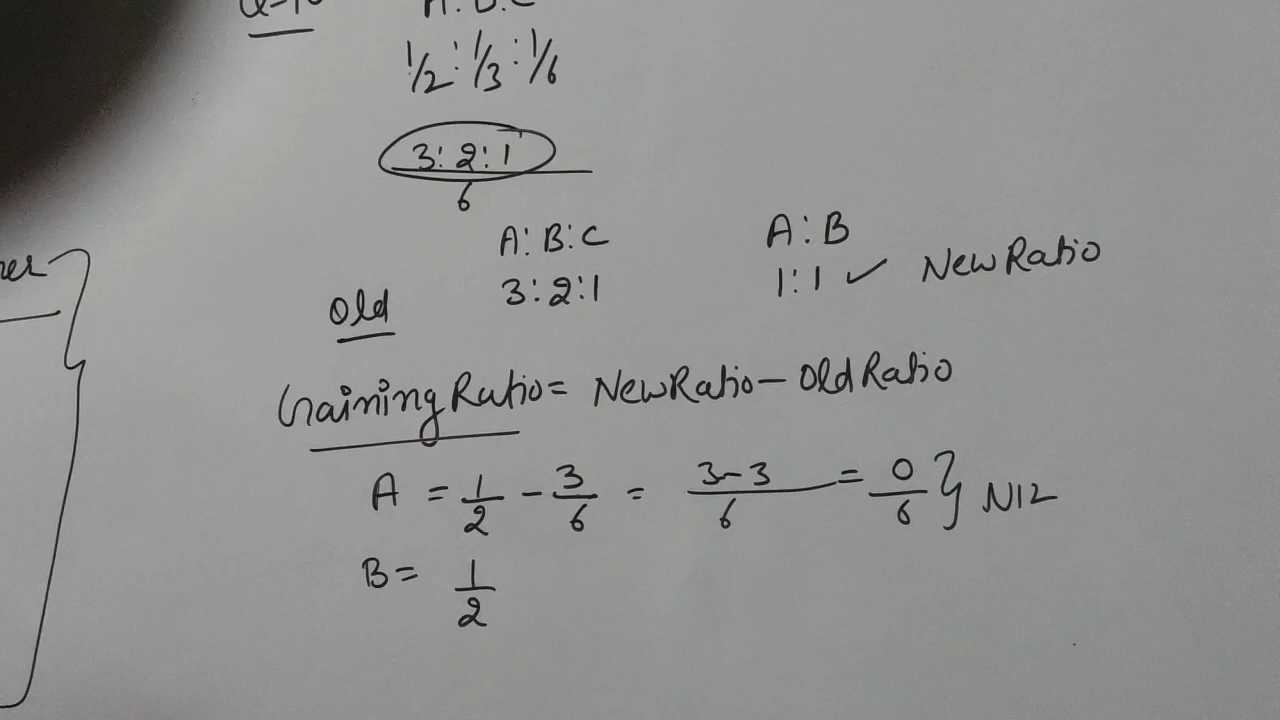 A:B:C
1/2 : 1/3 : 1/6
3:2:1
6
A:B:C A:B
3:2:1 1:1 ✓ New Ratio
Old
Gaining Ratio = New Ratio - Old Ratio
A = 1/2 - 3/6 = 3-3/6 = 0/6 } NIL
B = 1/2